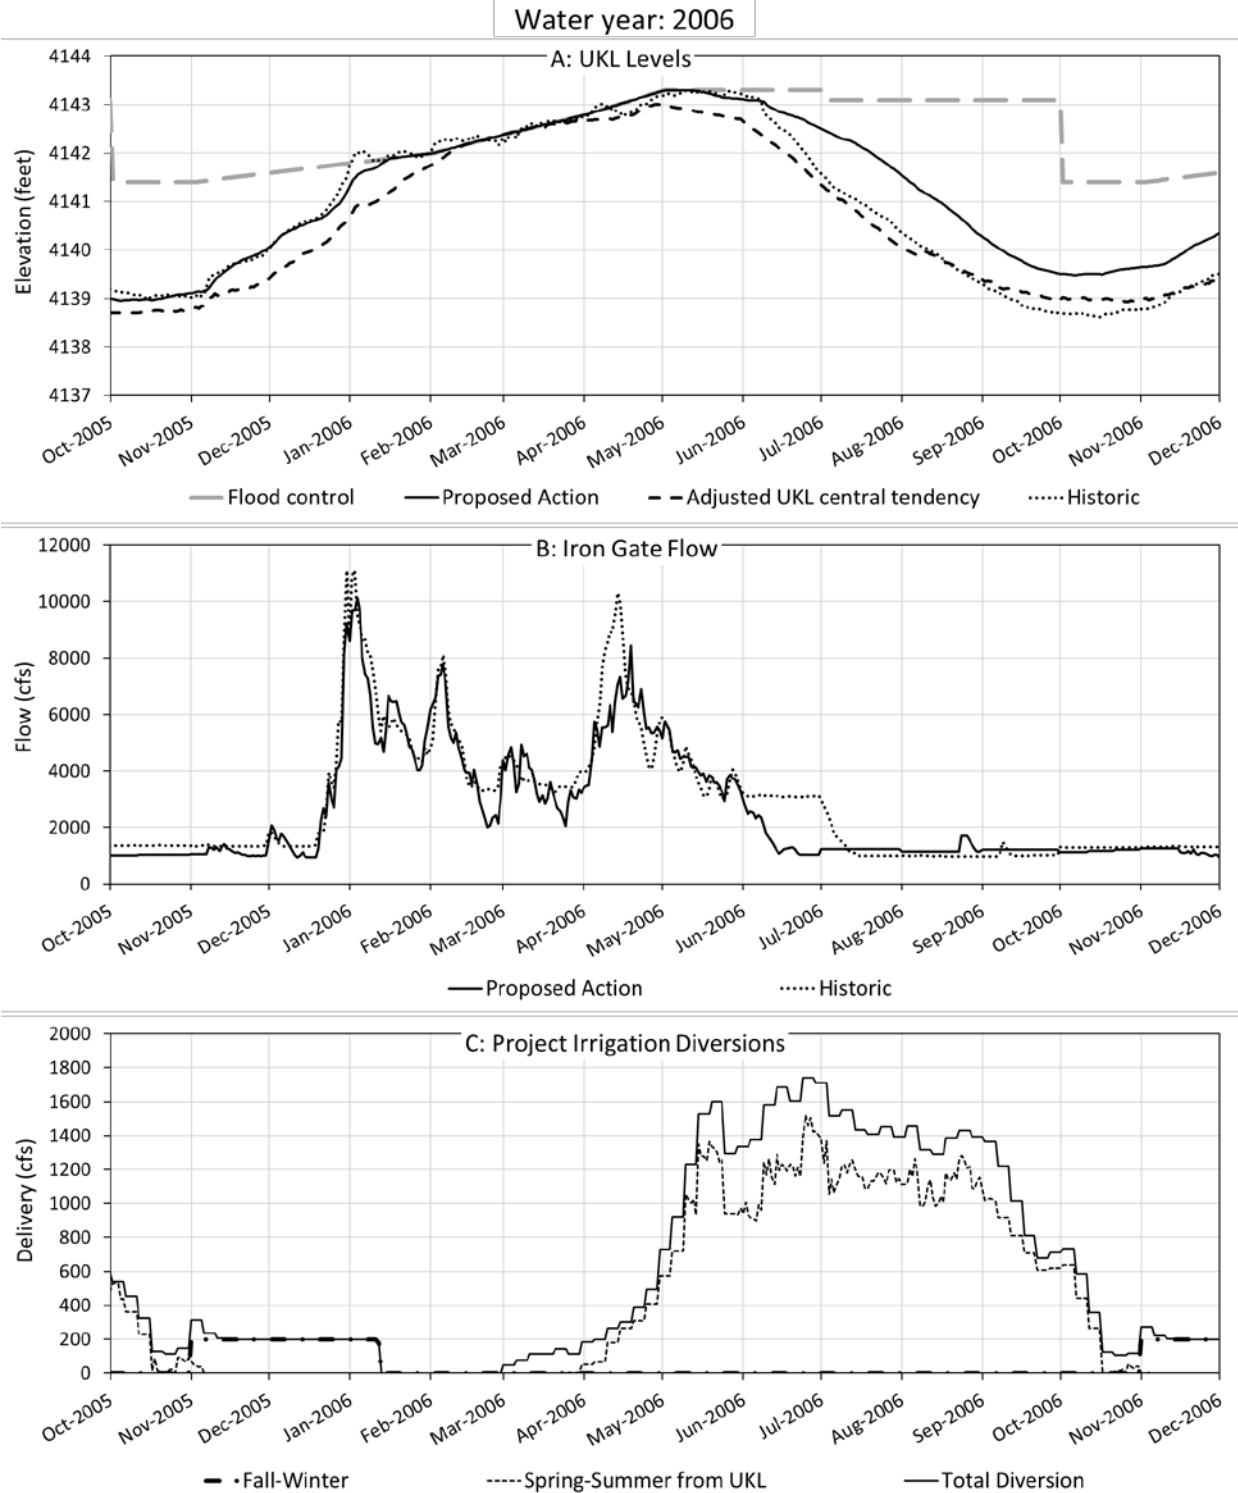 Water year: 2006
A: UKL Levels
Elevation (feet)
4144
4143
4142
4141
4140
4139
4138
4137
Oct-2005 Nov-2005 Dec-2005 Jan-2006 Feb-2006 Mar-2006 Apr-2006 May-2006 Jun-2006 Jul-2006 Aug-2006 Sep-2006 Oct-2006 Nov-2006 Dec-2006
Flood control Proposed Action Adjusted UKL central tendency Historic
B: Iron Gate Flow
Flow (cfs)
12000
10000
8000
6000
4000
2000
0
Oct-2005 Nov-2005 Dec-2005 Jan-2006 Feb-2006 Mar-2006 Apr-2006 May-2006 Jun-2006 Jul-2006 Aug-2006 Sep-2006 Oct-2006 Nov-2006 Dec-2006
Proposed Action Historic
C: Project Irrigation Diversions
Delivery (cfs)
2000
1800
1600
1400
1200
1000
800
600
400
200
0
Oct-2005 Nov-2005 Dec-2005 Jan-2006 Feb-2006 Mar-2006 Apr-2006 May-2006 Jun-2006 Jul-2006 Aug-2006 Sep-2006 Oct-2006 Nov-2006 Dec-2006
Fall-Winter Spring-Summer from UKL Total Diversion